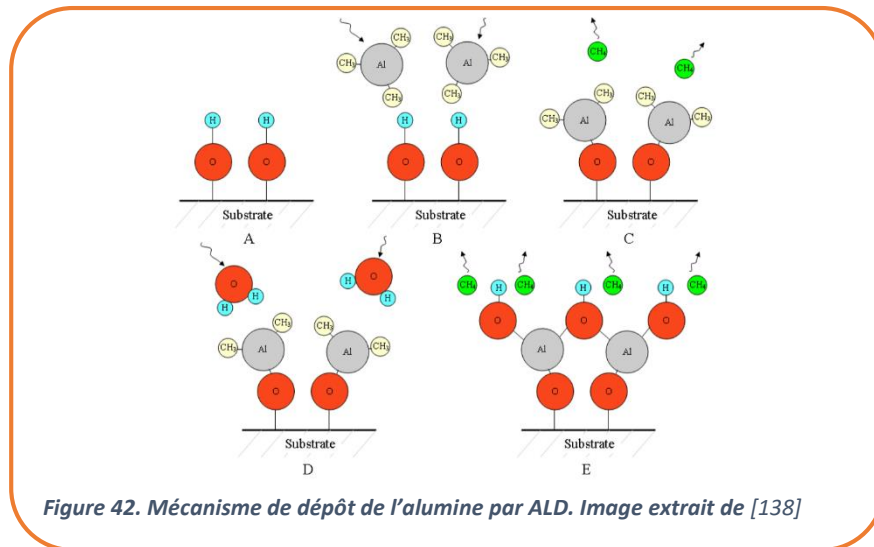 CH₃ CH₃ Al CH₃
CH₃ Al CH₃ CH₃
CH₄ CH₄
H H
O O
Substrate
A
H H
O O
Substrate
B
CH₃ CH₃ Al
CH₃ Al CH₃
O O
Substrate
C
O H H
H O H
CH₃ CH₃ Al
CH₃ Al CH₃
O O
Substrate
D
CH₄ H CH₄ H CH₄ H CH₄
O O O
Al Al
O O
Substrate
E
Figure 42. Mécanisme de dépôt de l’alumine par ALD. Image extrait de [138]